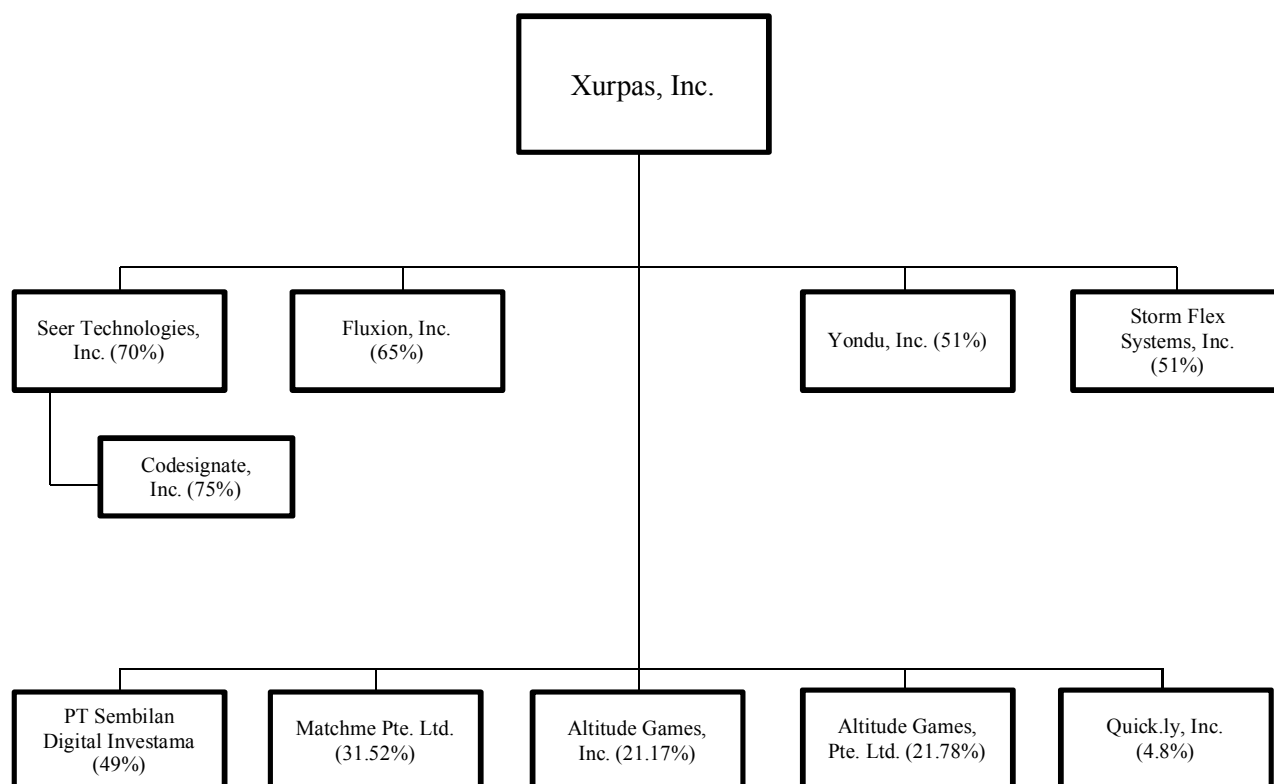 Xurpas, Inc.
Seer Technologies,
Inc. (70%)
Fluxion, Inc.
(65%)
Yondu, Inc. (51%)
Storm Flex
Systems, Inc.
(51%)
Codesignate,
Inc. (75%)
PT Sembilan
Digital Investama
(49%)
Matchme Pte. Ltd.
(31.52%)
Altitude Games,
Inc. (21.17%)
Altitude Games,
Pte. Ltd. (21.78%)
Quick.ly, Inc.
(4.8%)